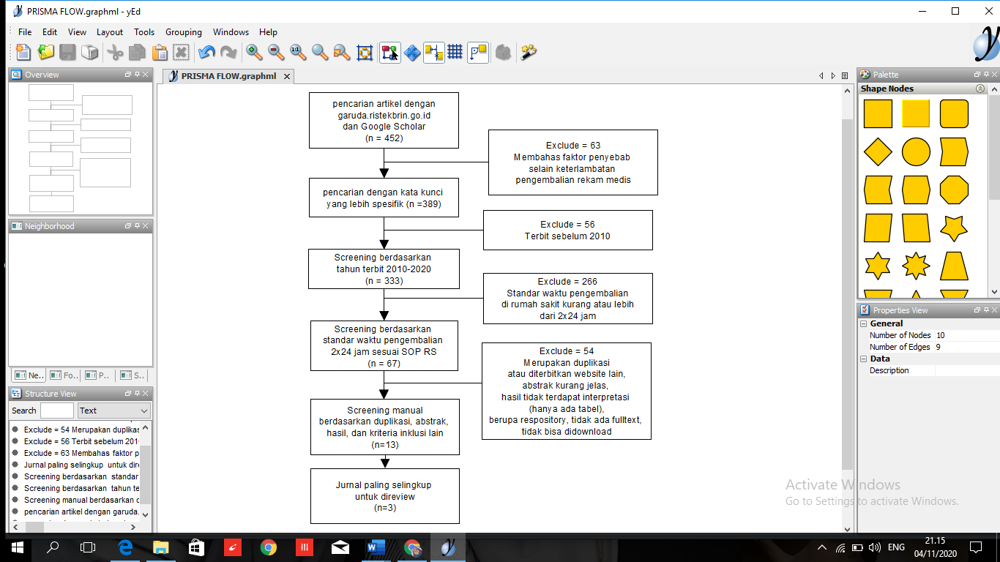 PRISMA FLOW.graphml - yEd
File Edit View Layout Tools Grouping Windows Help
Overview
PRISMA FLOW.graphml
Palette
Shape Nodes
pencarian artikel dengan
garuda.ristekbrin.go.id
dan Google Scholar
(n = 452)
Exclude = 63
Membahas faktor penyebab
selain keterlambatan
pengembalian rekam medis
pencarian dengan kata kunci
yang lebih spesifik (n =389)
Exclude = 56
Terbit sebelum 2010
Screening berdasarkan
tahun terbit 2010-2020
(n = 333)
Exclude = 266
Standar waktu pengembalian
di rumah sakit kurang atau lebih
dari 2x24 jam
Screening berdasarkan
standar waktu pengembalian
2x24 jam sesuai SOP RS
(n = 67)
Exclude = 54
Merupakan duplikasi
atau diterbitkan website lain,
abstrak kurang jelas,
hasil tidak terdapat interpretasi
(hanya ada tabel),
berupa respository, tidak ada fulltext,
tidak bisa didownload
Screening manual
berdasarkan duplikasi, abstrak,
hasil, dan kriteria inklusi lain
(n=13)
Jurnal paling selingkup
untuk direview
(n=3)
Neighborhood
Ne.. Fo.. P.. S..
Structure View
Search Text
Exclude = 54 Merupakan duplikas
Exclude = 56 Terbit sebelum 201
Exclude = 63 Membahas faktor p
Jurnal paling selingkup untuk dire
Screening berdasarkan standar
Screening berdasarkan tahun te
Screening manual berdasarkan d
pencarian artikel dengan garuda.
Properties View
General
Number of Nodes 10
Number of Edges 9
Data
Description
Activate Windows
Go to Settings to activate Windows.
ENG
21.15
04/11/2020